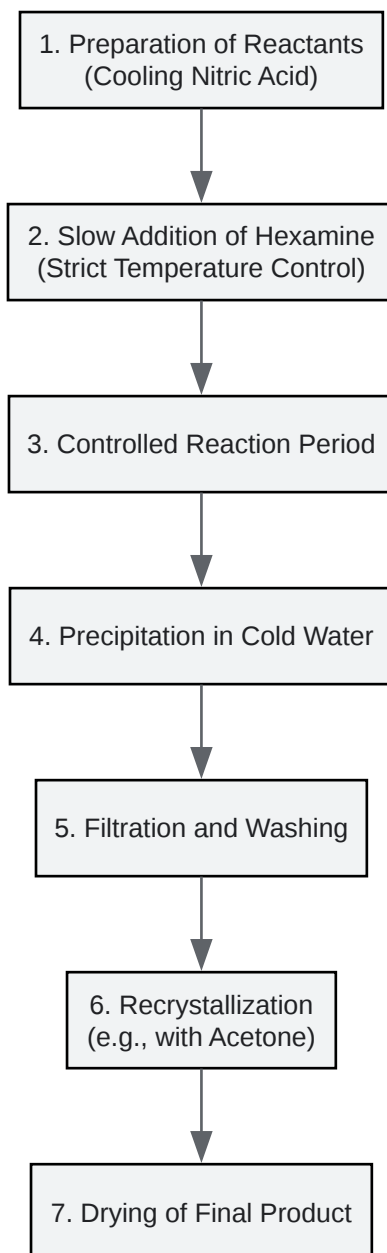 1. Preparation of Reactants
(Cooling Nitric Acid)
2. Slow Addition of Hexamine
(Strict Temperature Control)
3. Controlled Reaction Period
4. Precipitation in Cold Water
5. Filtration and Washing
6. Recrystallization
(e.g., with Acetone)
7. Drying of Final Product